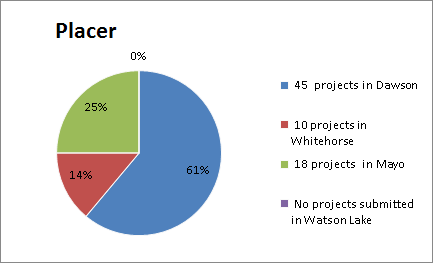 Placer
0%
25%
14%
61%
45 projects in Dawson
10 projects in
Whitehorse
18 projects in Mayo
No projects submitted
in Watson Lake